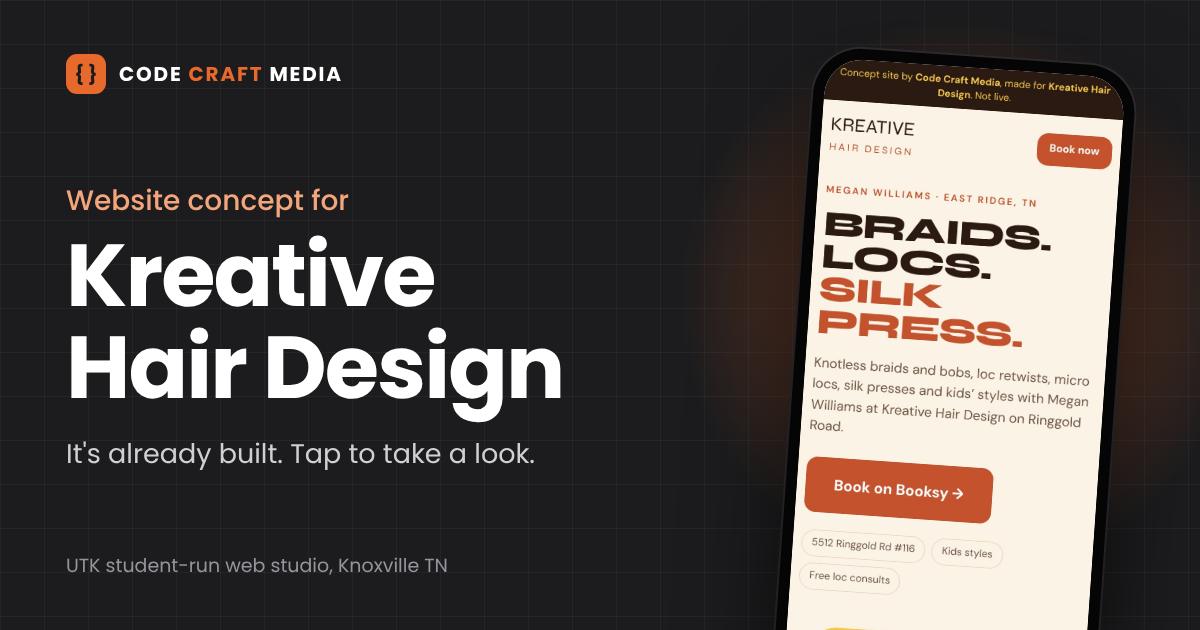 { } CODE CRAFT MEDIA
Website concept for
Kreative
Hair Design
It's already built. Tap to take a look.
UTK student-run web studio, Knoxville TN
Concept site by Code Craft Media, made for Kreative Hair
Design. Not live.
KREATIVE
HAIR DESIGN
Book now
MEGAN WILLIAMS · EAST RIDGE, TN
BRAIDS.
LOCS.
SILK
PRESS.
Knotless braids and bobs, loc retwists, micro
locs, silk presses and kids’ styles with Megan
Williams at Kreative Hair Design on Ringgold
Road.
Book on Booksy →
5512 Ringgold Rd #116
Kids styles
Free loc consults